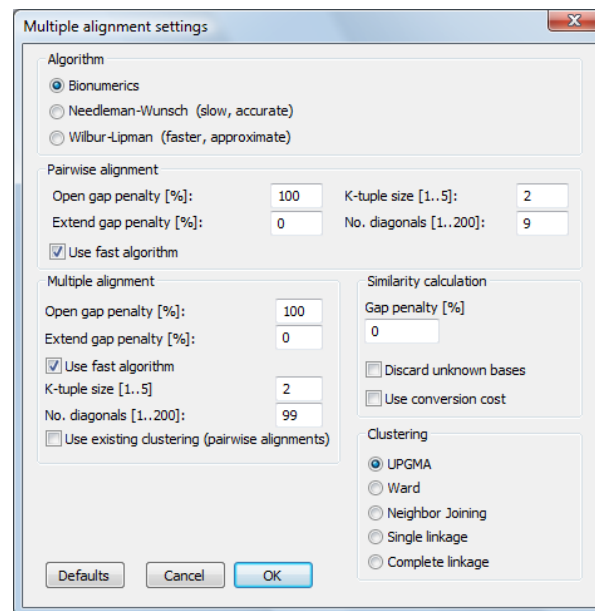 Multiple alignment settings
Algorithm
Bionumerics
Needleman-Wunsch (slow, accurate)
Wilbur-Lipman (faster, approximate)
Pairwise alignment
Open gap penalty [%]: 100 K-tuple size [1..5]: 2
Extend gap penalty [%]: 0 No. diagonals [1..200]: 9
Use fast algorithm
Multiple alignment
Open gap penalty [%]: 100
Extend gap penalty [%]: 0
Use fast algorithm
K-tuple size [1..5] 2
No. diagonals [1..200]: 99
Use existing clustering (pairwise alignments)
Similarity calculation
Gap penalty [%]
0
Discard unknown bases
Use conversion cost
Clustering
UPGMA
Ward
Neighbor Joining
Single linkage
Complete linkage
Defaults Cancel OK